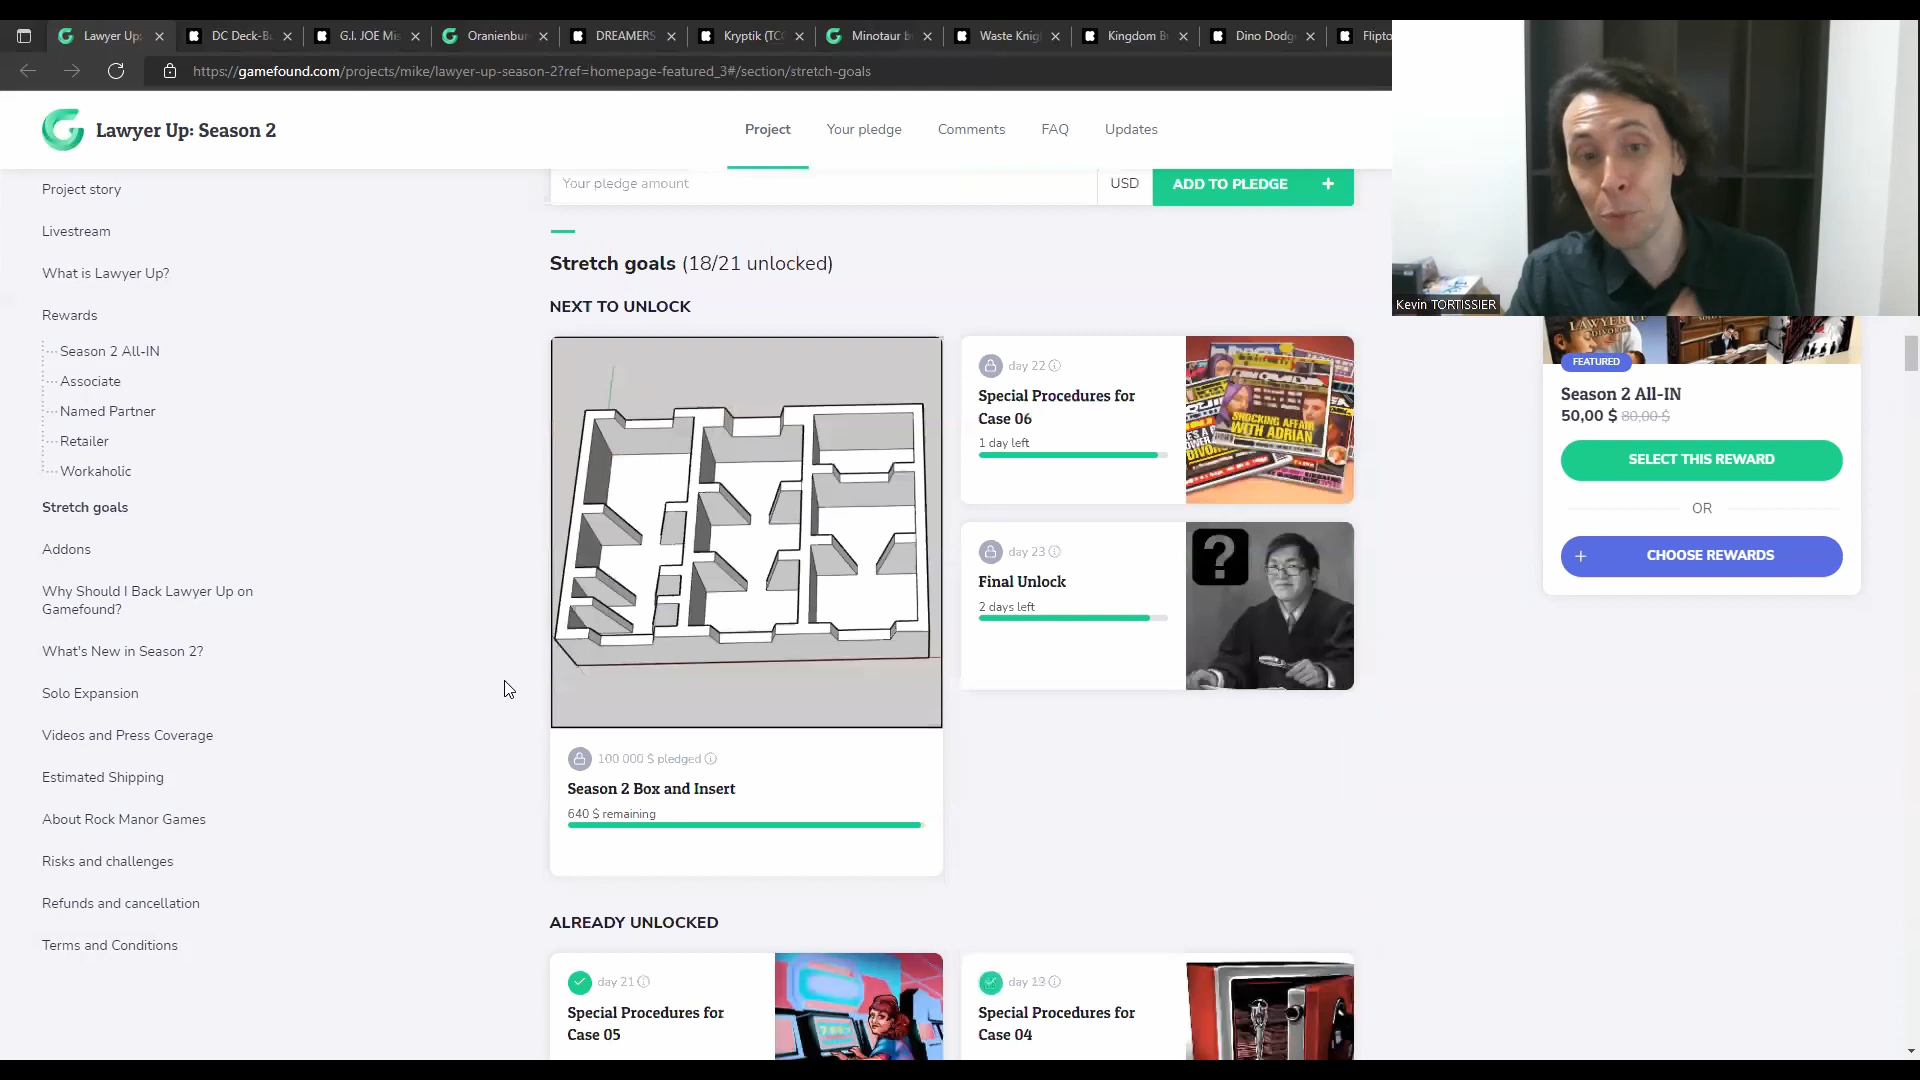 Lawyer Up:
DC Deck-B
G.I. JOE Mis
Oranienbur
DREAMERS
Kryptik (TC
Minotaur b
Waste Knig
Kingdom B
Dino Dodg
Flipto
https://gamefound.com/projects/mike/lawyer-up-season-2?ref=homepage-featured_3#/section/stretch-goals
Lawyer Up: Season 2
Project
Your pledge
Comments
FAQ
Updates
Kevin TORTISSIER
Project story
Livestream
What is Lawyer Up?
Rewards
Season 2 All-IN
Associate
Named Partner
Retailer
Workaholic
Stretch goals
Addons
Why Should I Back Lawyer Up on
Gamefound?
What's New in Season 2?
Solo Expansion
Videos and Press Coverage
Estimated Shipping
About Rock Manor Games
Risks and challenges
Refunds and cancellation
Terms and Conditions
Your pledge amount
USD
ADD TO PLEDGE +
Stretch goals (18/21 unlocked)
NEXT TO UNLOCK
100 000 $ pledged
Season 2 Box and Insert
640 $ remaining
day 22
Special Procedures for
Case 06
1 day left
SHOCKING AFFAIR
WITH ADRIAN
day 23
Final Unlock
2 days left
?
ALREADY UNLOCKED
day 21
Special Procedures for
Case 05
day 13
Special Procedures for
Case 04
LAWYER UP
FEATURED
Season 2 All-IN
50,00 $ 80,00 $
SELECT THIS REWARD
OR
+ CHOOSE REWARDS